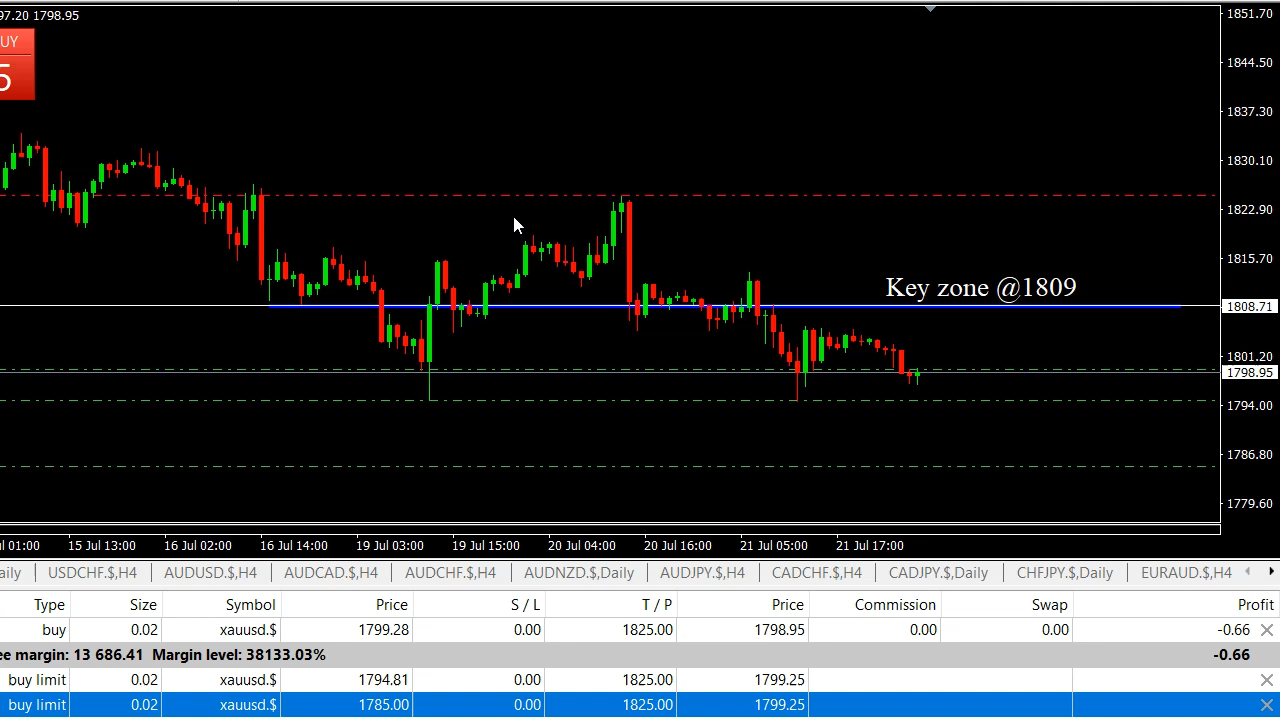 97.20 1798.95
UY
5
1851.70
1844.50
1837.30
1830.10
1822.90
1815.70
Key zone @1809
1808.71
1801.20
1798.95
1794.00
1786.80
1779.60
ul 01:00 15 Jul 13:00 16 Jul 02:00 16 Jul 14:00 19 Jul 03:00 19 Jul 15:00 20 Jul 04:00 20 Jul 16:00 21 Jul 05:00 21 Jul 17:00
aily USDCHF.$,H4 AUDUSD.$,H4 AUDCAD.$,H4 AUDCHF.$,H4 AUDNZD.$,Daily AUDJPY.$,H4 CADCHF.$,H4 CADJPY.$,Daily CHFJPY.$,Daily EURAUD.$,H4
Type Size Symbol Price S / L T / P Price Commission Swap Profit
buy 0.02 xauusd.$ 1799.28 0.00 1825.00 1798.95 0.00 0.00 -0.66
ee margin: 13 686.41 Margin level: 38133.03% -0.66
buy limit 0.02 xauusd.$ 1794.81 0.00 1825.00 1799.25
buy limit 0.02 xauusd.$ 1785.00 0.00 1825.00 1799.25